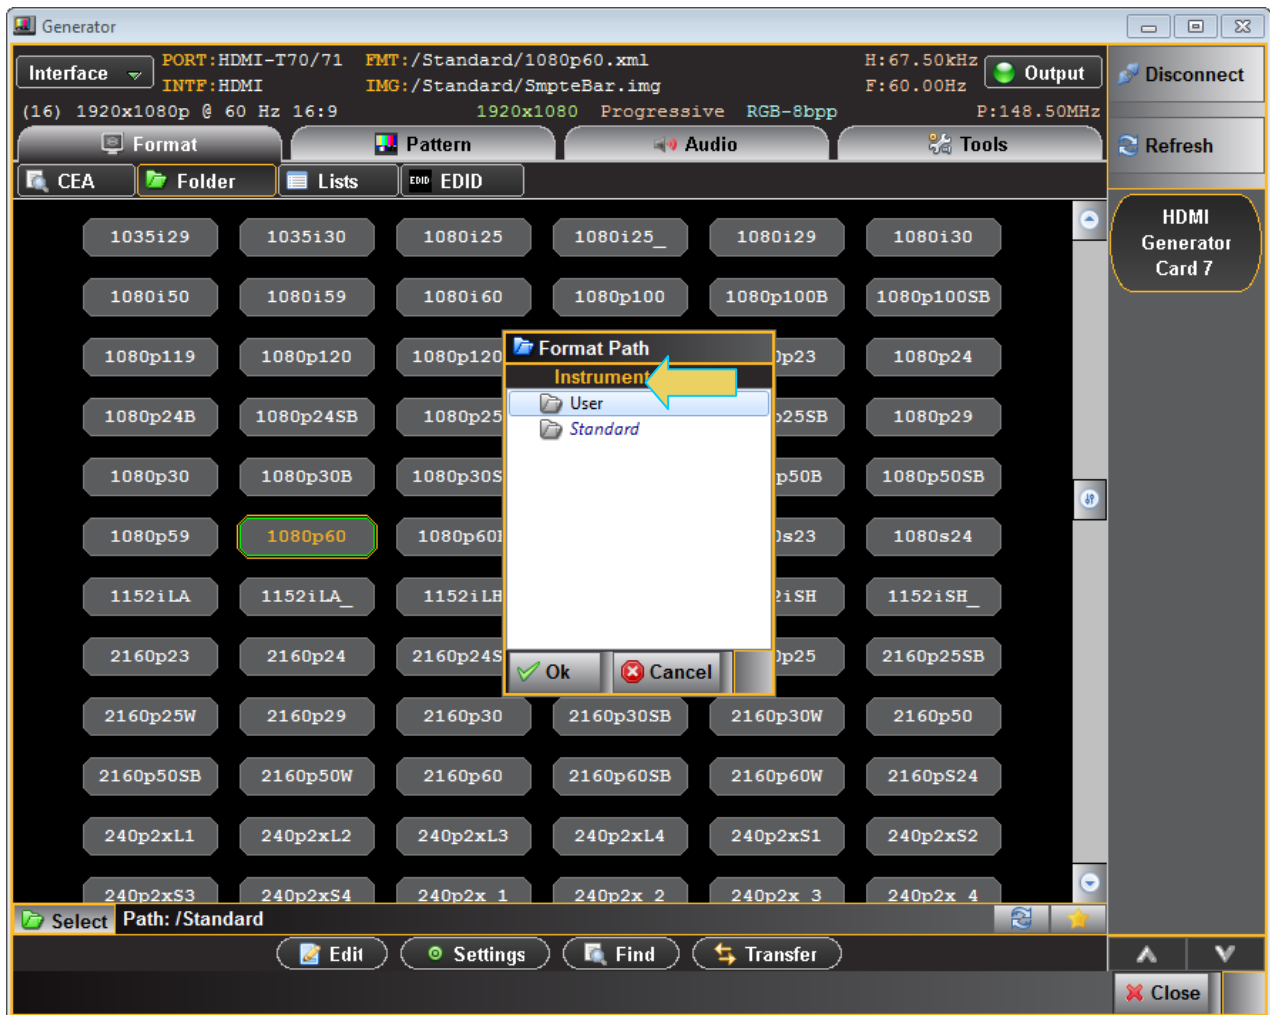 Generator
Interface
PORT:HDMI-T70/71 FMT:/Standard/1080p60.xml H:67.50kHz
INTF:HDMI IMG:/Standard/SmpteBar.img F:60.00Hz
Output
(16) 1920x1080p @ 60 Hz 16:9 1920x1080 Progressive RGB-8bpp P:148.50MHz
Disconnect
Refresh
Format Pattern Audio Tools
CEA Folder Lists EDID EDID
HDMI
Generator
Card 7
1035i29 1035i30 1080i25 1080i25_ 1080i29 1080i30
1080i50 1080i59 1080i60 1080p100 1080p100B 1080p100SB
1080p119 1080p120 1080p120 0p23 1080p24
1080p24B 1080p24SB 1080p25 25SB 1080p29
1080p30 1080p30B 1080p30S p50B 1080p50SB
1080p59 1080p60 1080p60 s23 1080s24
1152iLA 1152iLA_ 1152iLH iSH 1152iSH_
2160p23 2160p24 2160p24S p25 2160p25SB
2160p25W 2160p29 2160p30 2160p30SB 2160p30W 2160p50
2160p50SB 2160p50W 2160p60 2160p60SB 2160p60W 2160pS24
240p2xL1 240p2xL2 240p2xL3 240p2xL4 240p2xS1 240p2xS2
240p2xS3 240p2xS4 240p2x_1 240p2x_2 240p2x_3 240p2x_4
Format Path
Instrument
User
Standard
Ok Cancel
Select Path: /Standard
Edit Settings Find Transfer
Close